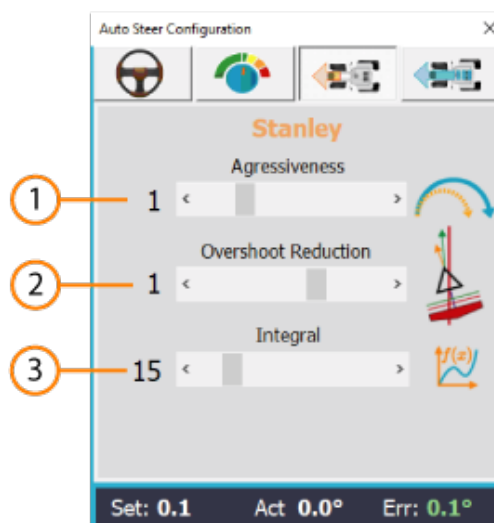 Auto Steer Configuration
Stanley
Agressiveness
1 1
Overshoot Reduction
2 1
Integral
3 15
f(x)
Set: 0.1 Act 0.0° Err: 0.1°